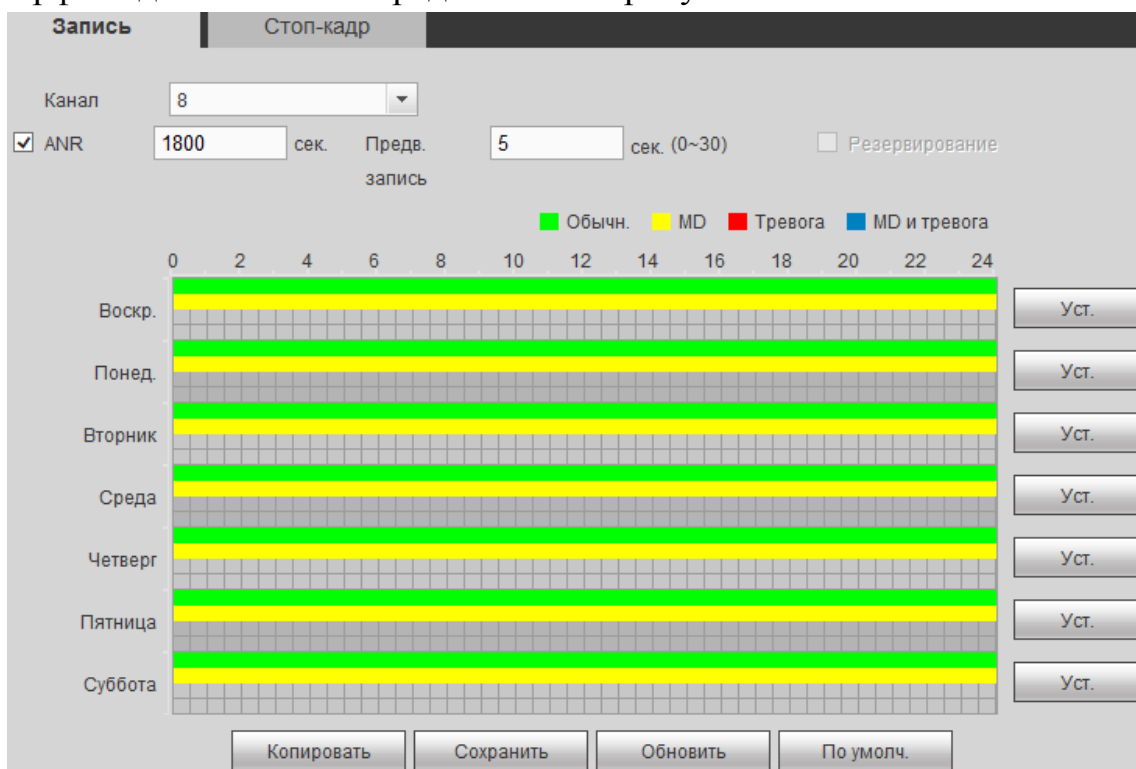 Запись Стоп-кадр
Канал 8
ANR 1800 сек. Предв. запись 5 сек. (0~30) Резервирование
Обычн. MD Тревога MD и тревога
0 2 4 6 8 10 12 14 16 18 20 22 24
Воскр. Уст.
Понед. Уст.
Вторник Уст.
Среда Уст.
Четверг Уст.
Пятница Уст.
Суббота Уст.
Копировать Сохранить Обновить По умолч.